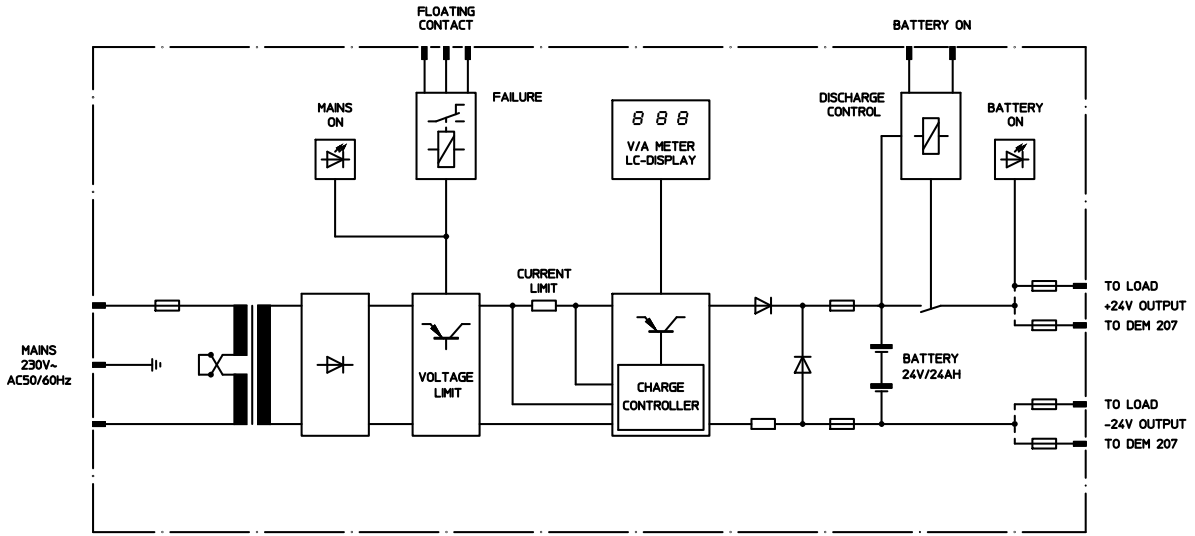 FLOATING
CONTACT
BATTERY ON
MAINS
ON
FAILURE
8 8 8
V/A METER
LC-DISPLAY
DISCHARGE
CONTROL
BATTERY
ON
CURRENT
LIMIT
TO LOAD
+24V OUTPUT
TO DEM 207
MAINS
230V~
AC50/60Hz
VOLTAGE
LIMIT
CHARGE
CONTROLLER
BATTERY
24V/24AH
TO LOAD
-24V OUTPUT
TO DEM 207